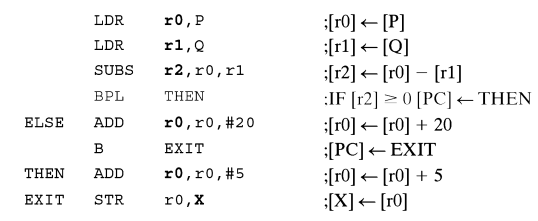 LDR r0,P ;[r0] ← [P]
LDR r1,Q ;[r1] ← [Q]
SUBS r2,r0,r1 ;[r2] ← [r0] − [r1]
BPL THEN :IF [r2] ≥ 0 [PC] ← THEN
ELSE ADD r0,r0,#20 ;[r0] ← [r0] + 20
B EXIT ;[PC] ← EXIT
THEN ADD r0,r0,#5 ;[r0] ← [r0] + 5
EXIT STR r0,X ;[X] ← [r0]